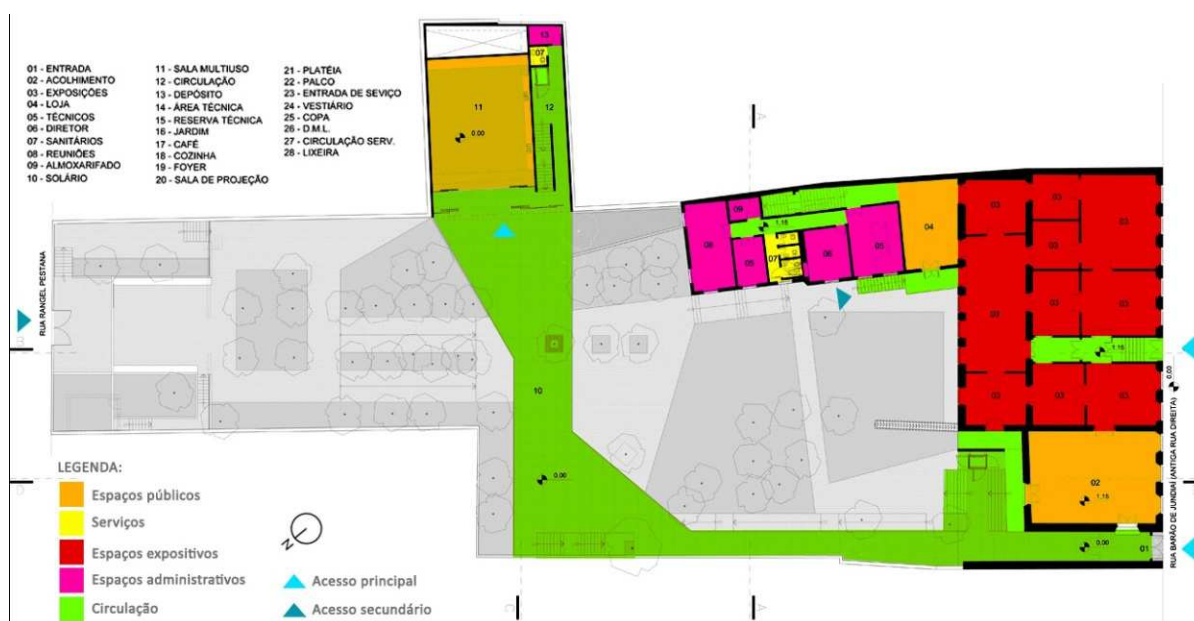 01 - ENTRADA
02 - ACOLHIMENTO
03 - EXPOSIÇÕES
04 - LOJA
05 - TÉCNICOS
06 - DIRETOR
07 - SANITÁRIOS
08 - REUNIÕES
09 - ALMOXARIFADO
10 - SOLÁRIO
11 - SALA MULTIUSO
12 - CIRCULAÇÃO
13 - DEPÓSITO
14 - ÁREA TÉCNICA
15 - RESERVA TÉCNICA
16 - JARDIM
17 - CAFÉ
18 - COZINHA
19 - FOYER
20 - SALA DE PROJEÇÃO
21 - PLATÉIA
22 - PALCO
23 - ENTRADA DE SEVIÇO
24 - VESTIÁRIO
25 - COPA
26 - D.M.L.
27 - CIRCULAÇÃO SERV.
28 - LIXEIRA
13
07
11
12
0.00
A
RUA RANGEL PESTANA
09
1.15
04
05
07
06
05
03
03
03
03
03
03
03
03
1.15
03
03
03
10
0.00
0.00
02
1.15
0.00
01
RUA BARÃO DE JUNDIAÍ (ANTIGA RUA DIREITA)
LEGENDA:
Espaços públicos
Serviços
Espaços expositivos
Espaços administrativos
Circulação
N
Acesso principal
Acesso secundário
C
A